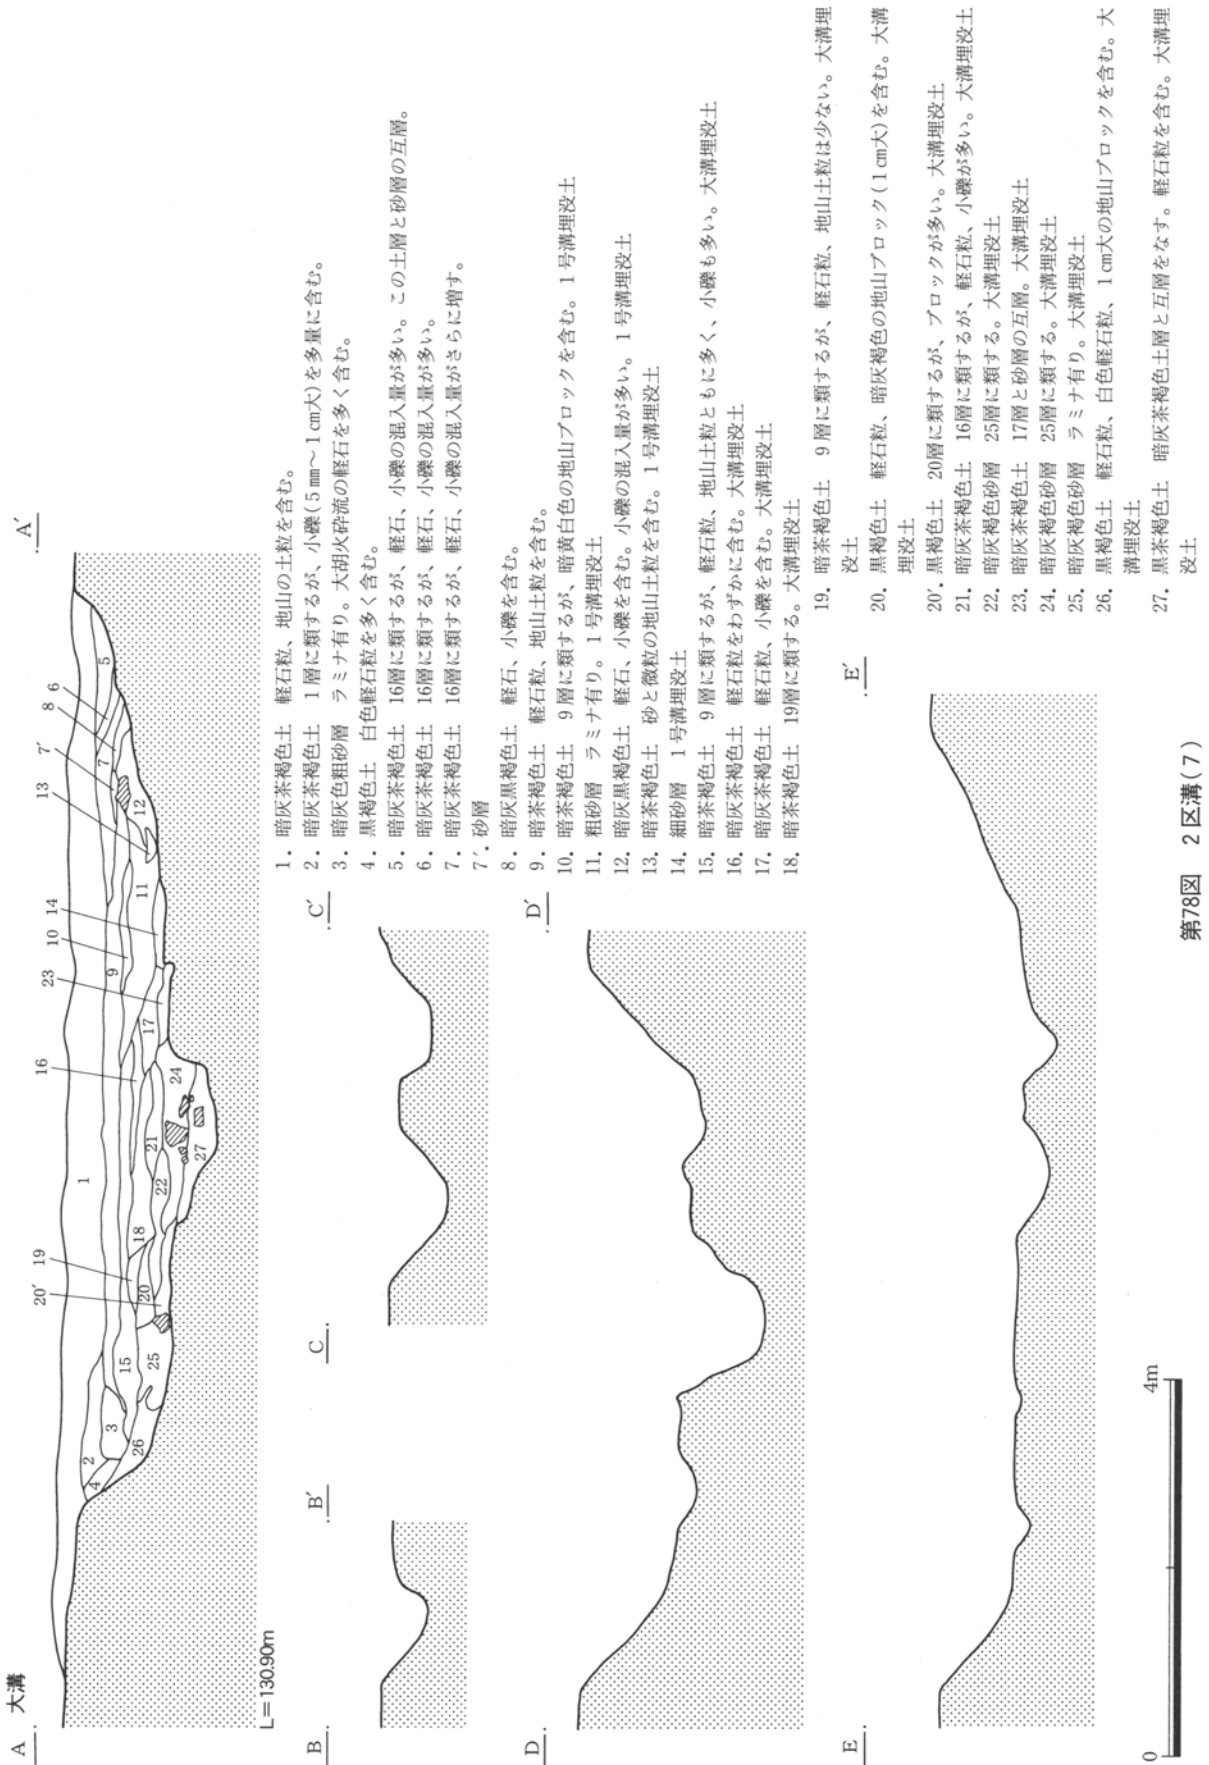 A 大溝
A′
20′ 19 16 23 10 14 13 7′ 8 6
1 5 7 12 11 9 17 24 21 22 27 18 20 15 25 3 2 4 26
L=130.90m
B B′ C C′
D D′
E E′
1. 暗灰茶褐色土 軽石粒、地山の土粒を含む。
2. 暗灰茶褐色土 1層に類するが、小礫(5㎜～1㎝大)を多量に含む。
3. 暗灰色粗砂層 ラミナ有り。大胡火砕流の軽石を多く含む。
4. 黒褐色土 白色軽石粒を多く含む。
5. 暗灰茶褐色土 16層に類するが、軽石、小礫の混入量が多い。この土層と砂層の互層。
6. 暗灰茶褐色土 16層に類するが、軽石、小礫の混入量が多い。
7. 暗灰茶褐色土 16層に類するが、軽石、小礫の混入量がさらに増す。
7′. 砂層
8. 暗灰黒褐色土 軽石、小礫を含む。
9. 暗茶褐色土 軽石粒、地山土粒を含む。
10. 暗茶褐色土 9層に類するが、暗黄白色の地山ブロックを含む。1号溝埋没土
11. 粗砂層 ラミナ有り。1号溝埋没土
12. 暗灰黒褐色土 軽石、小礫を含む。小礫の混入量が多い。1号溝埋没土
13. 暗茶褐色土 砂と微粒の地山土粒を含む。1号溝埋没土
14. 細砂層 1号溝埋没土
15. 暗茶褐色土 9層に類するが、軽石粒、地山土粒ともに多く、小礫も多い。大溝埋没土
16. 暗灰茶褐色土 軽石粒をわずかに含む。大溝埋没土
17. 暗灰茶褐色土 軽石粒、小礫を含む。大溝埋没土
18. 暗茶褐色土 19層に類する。大溝埋没土
19. 暗茶褐色土 9層に類するが、軽石粒、地山土粒は少ない。大溝埋
没土
20. 黒褐色土 軽石粒、暗灰褐色の地山ブロック(1㎝大)を含む。大溝
埋没土
20′. 黒褐色土 20層に類するが、ブロックが多い。大溝埋没土
21. 暗灰茶褐色土 16層に類するが、軽石粒、小礫が多い。大溝埋没土
22. 暗灰褐色砂層 25層に類する。大溝埋没土
23. 暗灰茶褐色土 17層と砂層の互層。大溝埋没土
24. 暗灰褐色砂層 25層に類する。大溝埋没土
25. 暗灰褐色砂層 ラミナ有り。大溝埋没土
26. 黒褐色土 軽石粒、白色軽石粒、1㎝大の地山ブロックを含む。大
溝埋没土
27. 黒茶褐色土 暗灰茶褐色土層と互層をなす。軽石粒を含む。大溝埋
没土
0 4m
第78図 2区溝(7)